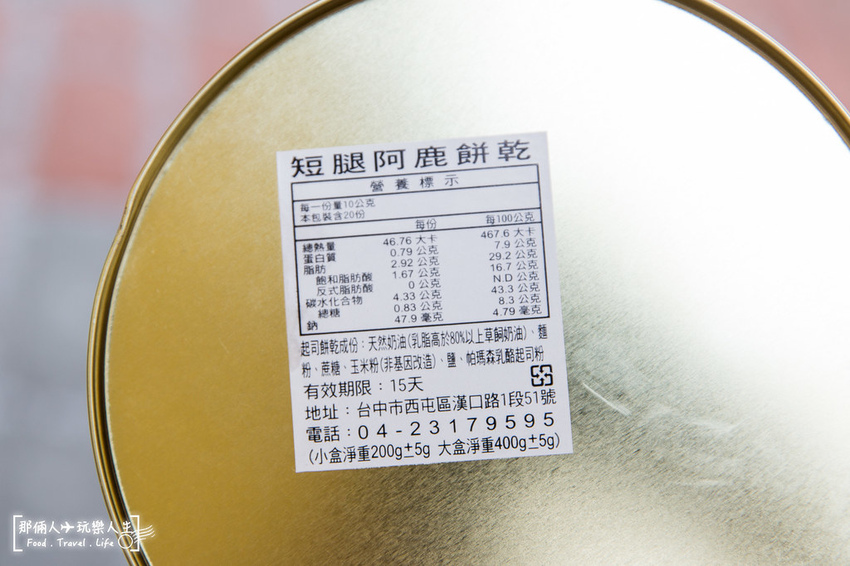 短腿阿鹿餅乾
營養標示
每一份量10公克
本包裝含20份
每份 每100公克
總熱量 46.76 大卡 467.6 大卡
蛋白質 0.79 公克 7.9 公克
脂肪 2.92 公克 29.2 公克
飽和脂肪酸 1.67 公克 16.7 公克
反式脂肪酸 0 公克 N.D 公克
碳水化合物 4.33 公克 43.3 公克
總糖 0.83 公克 8.3 公克
鈉 47.9 毫克 4.79 毫克
起司餅乾成份：天然奶油(乳脂高於80%以上草飼奶油)、麵
粉、蔗糖、玉米粉(非基因改造)、鹽、帕瑪森乳酪起司粉
有效期限：15天
地址：台中市西屯區漢口路1段51號
電話：04-23179595
(小盒淨重200g±5g 大盒淨重400g±5g)
那倆人玩樂人生
Food . Travel . Life